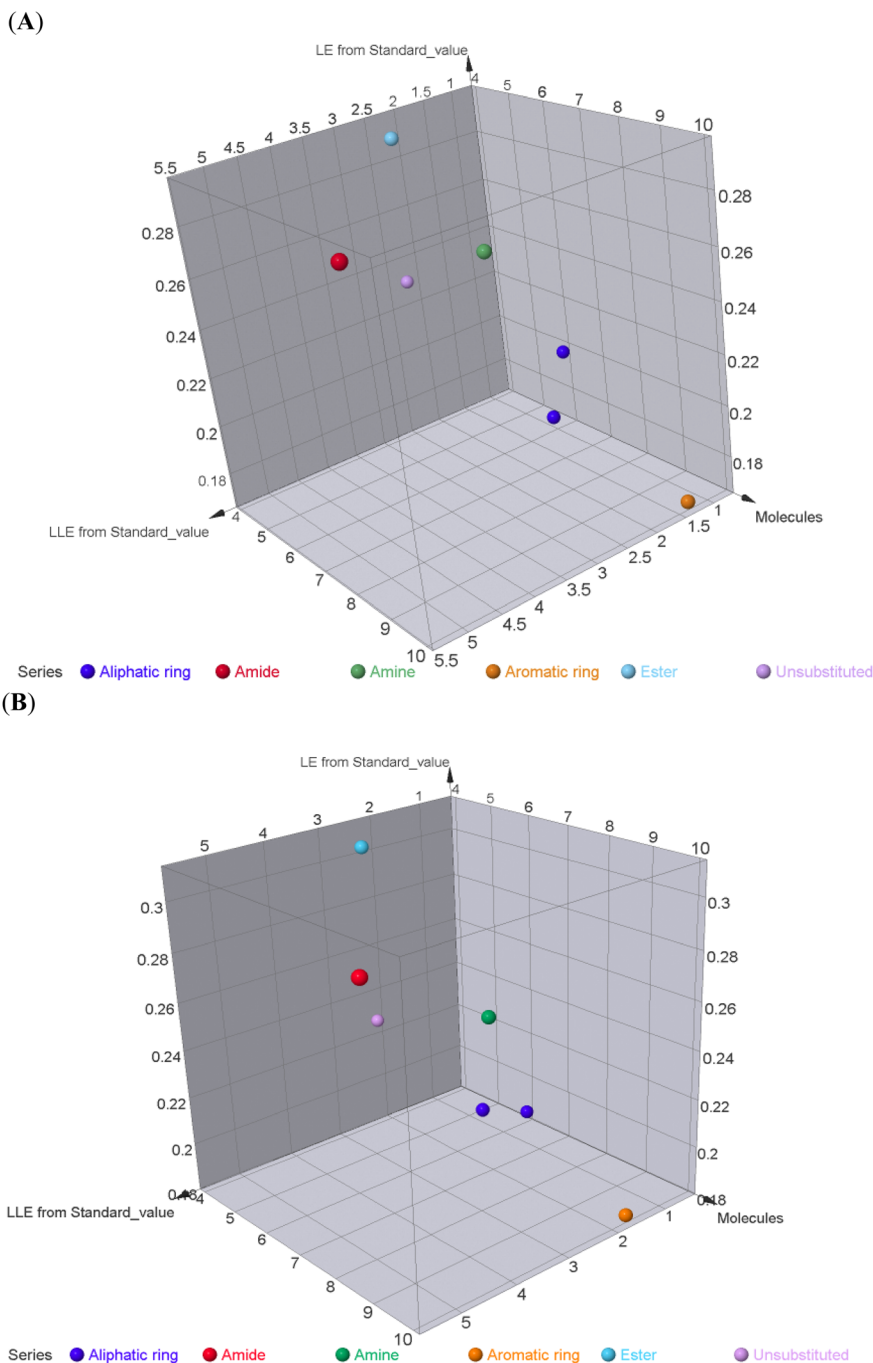 (A)
LE from Standard_value
5.5 5 4.5 4 3.5 3 2.5 2 1.5 1 4 5 6 7 8 9 10
0.28 0.28
0.26 0.26
0.24 0.24
0.22 0.22
0.2 0.2
0.18 0.18
LLE from Standard_value
Molecules
4 5 6 7 8 9 10
5.5 5 4.5 4 3.5 3 2.5 2 1.5 1
Series Aliphatic ring Amide Amine Aromatic ring Ester Unsubstituted
(B)
LE from Standard_value
5 4 3 2 1 4 5 6 7 8 9 10
0.3 0.3
0.28 0.28
0.26 0.26
0.24 0.24
0.22 0.22
0.2 0.2
0.18 0.18
LLE from Standard_value
Molecules
4 5 6 7 8 9 10
5 4 3 2 1
Series Aliphatic ring Amide Amine Aromatic ring Ester Unsubstituted